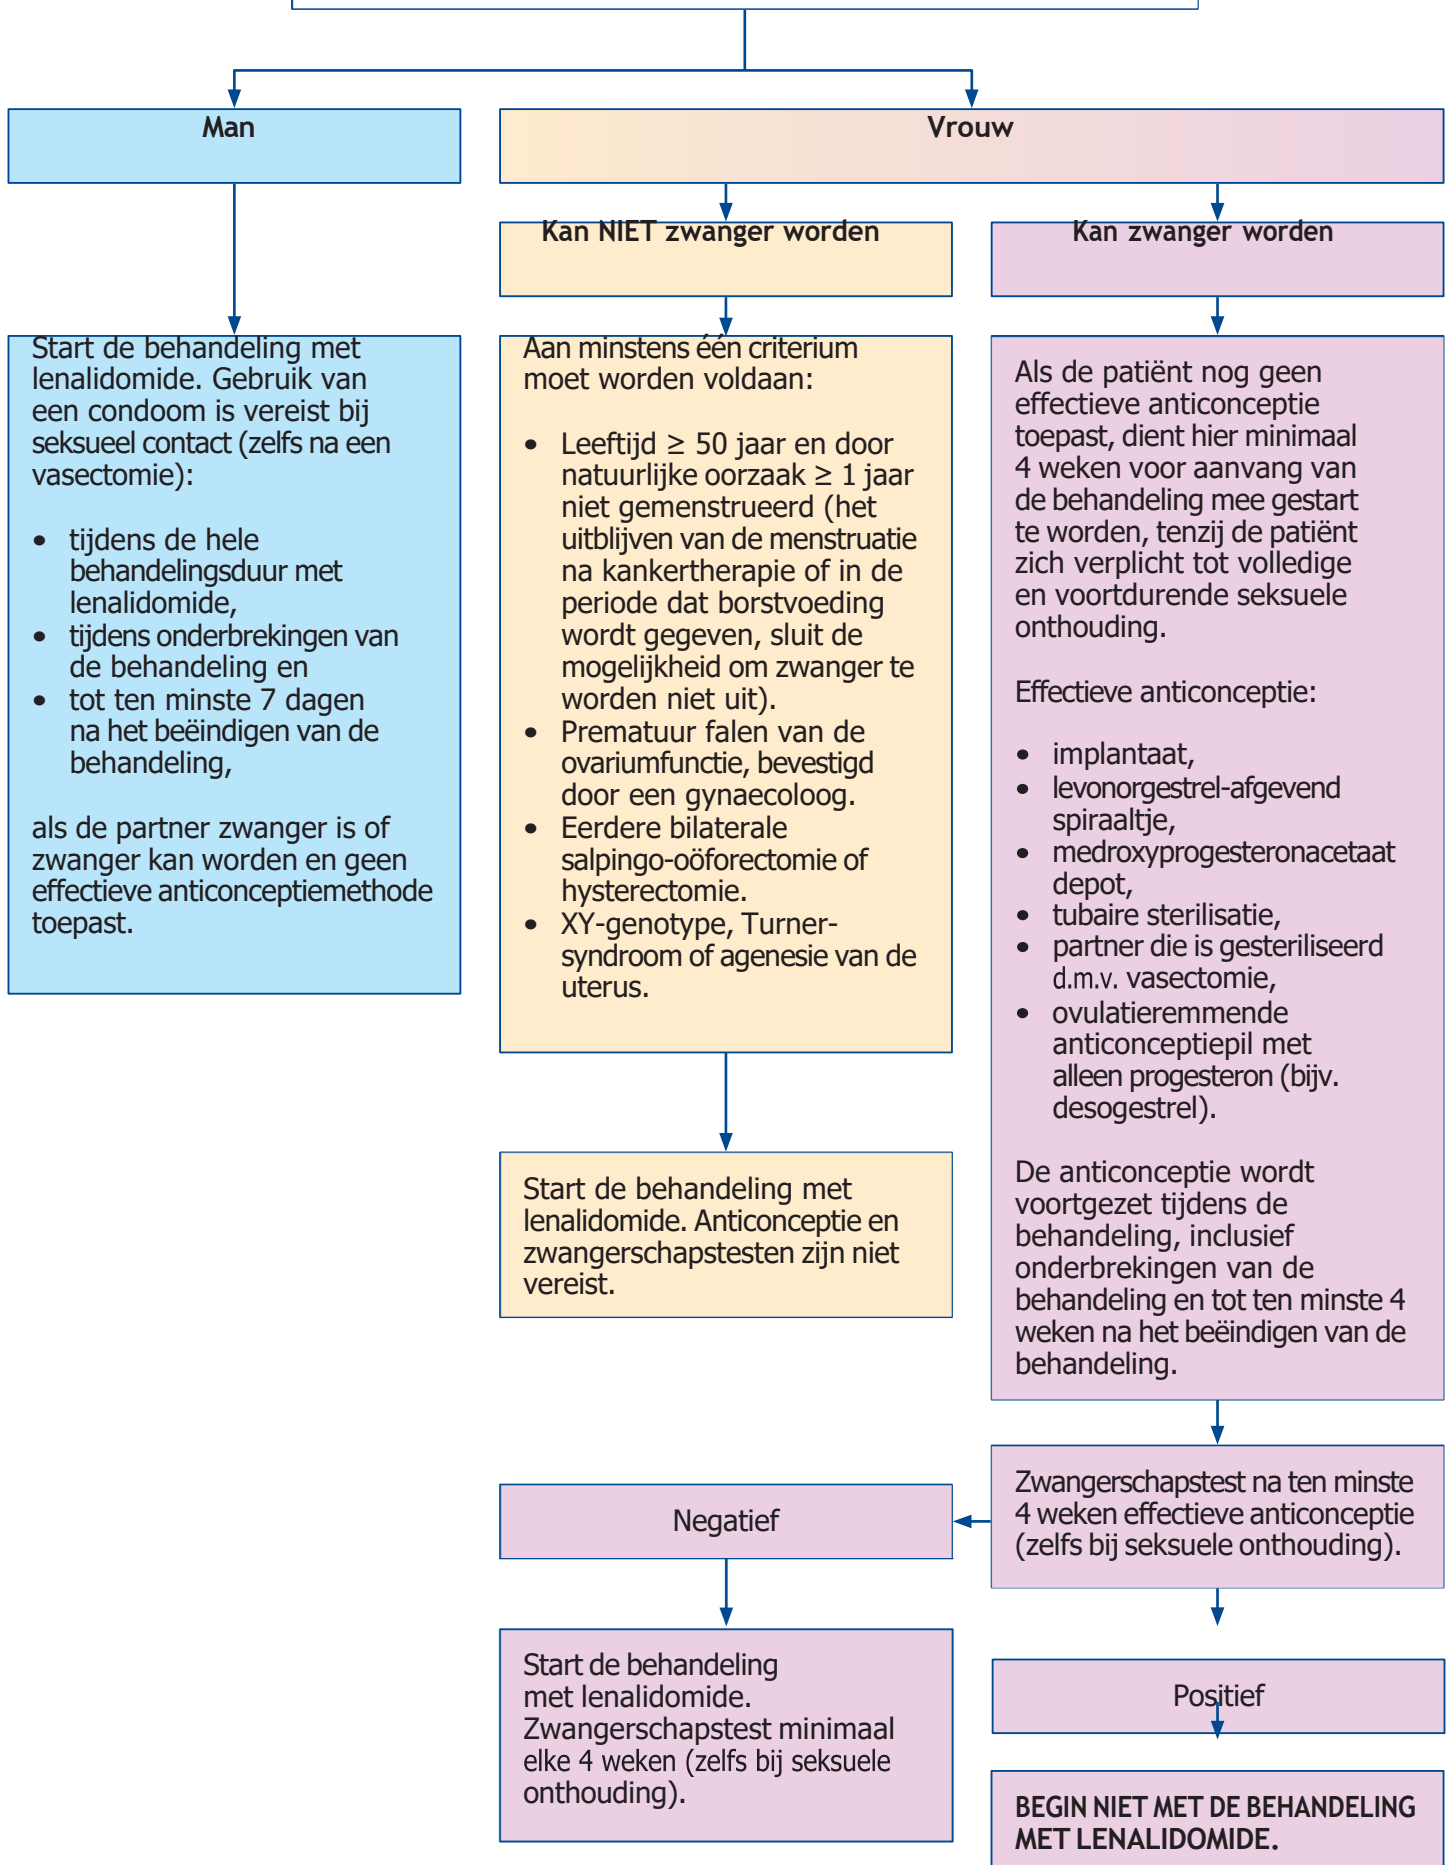 Man
Vrouw
Kan NIET zwanger worden
Kan zwanger worden
Start de behandeling met
lenalidomide. Gebruik van
een condoom is vereist bij
seksueel contact (zelfs na een
vasectomie):
• tijdens de hele
behandelingsduur met
lenalidomide,
• tijdens onderbrekingen van
de behandeling en
• tot ten minste 7 dagen
na het beëindigen van de
behandeling,
als de partner zwanger is of
zwanger kan worden en geen
effectieve anticonceptiemethode
toepast.
Aan minstens één criterium
moet worden voldaan:
• Leeftijd ≥ 50 jaar en door
natuurlijke oorzaak ≥ 1 jaar
niet gemenstrueerd (het
uitblijven van de menstruatie
na kankertherapie of in de
periode dat borstvoeding
wordt gegeven, sluit de
mogelijkheid om zwanger te
worden niet uit).
• Prematuur falen van de
ovariumfunctie, bevestigd
door een gynaecoloog.
• Eerdere bilaterale
salpingo-oöforectomie of
hysterectomie.
• XY-genotype, Turner-
syndroom of agenesie van de
uterus.
Start de behandeling met
lenalidomide. Anticonceptie en
zwangerschapstesten zijn niet
vereist.
Als de patiënt nog geen
effectieve anticonceptie
toepast, dient hier minimaal
4 weken voor aanvang van
de behandeling mee gestart
te worden, tenzij de patiënt
zich verplicht tot volledige
en voortdurende seksuele
onthouding.
Effectieve anticonceptie:
• implantaat,
• levonorgestrel-afgevend
spiraaltje,
• medroxyprogesteronacetaat
depot,
• tubaire sterilisatie,
• partner die is gesteriliseerd
d.m.v. vasectomie,
• ovulatieremmende
anticonceptiepil met
alleen progesteron (bijv.
desogestrel).
De anticonceptie wordt
voortgezet tijdens de
behandeling, inclusief
onderbrekingen van de
behandeling en tot ten minste 4
weken na het beëindigen van de
behandeling.
Zwangerschapstest na ten minste
4 weken effectieve anticonceptie
(zelfs bij seksuele onthouding).
Negatief
Start de behandeling
met lenalidomide.
Zwangerschapstest minimaal
elke 4 weken (zelfs bij seksuele
onthouding).
Positief
BEGIN NIET MET DE BEHANDELING
MET LENALIDOMIDE.